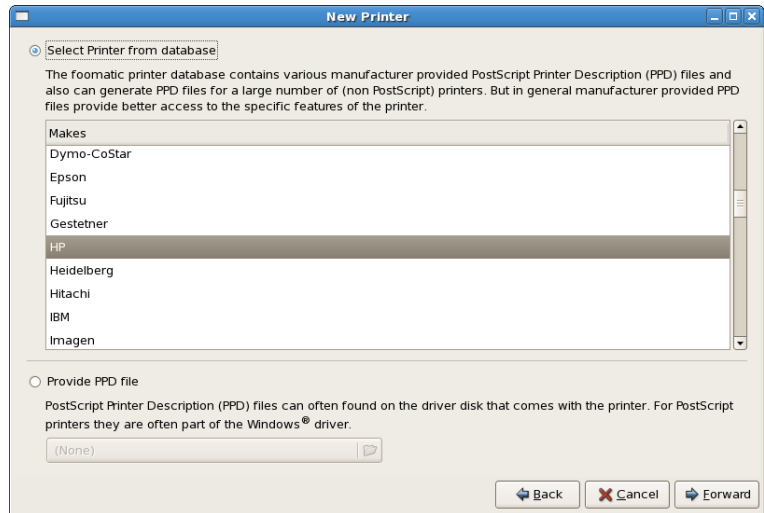 New Printer
Select Printer from database
The foomatic printer database contains various manufacturer provided PostScript Printer Description (PPD) files and
also can generate PPD files for a large number of (non PostScript) printers. But in general manufacturer provided PPD
files provide better access to the specific features of the printer.
Makes
Dymo-CoStar
Epson
Fujitsu
Gestetner
HP
Heidelberg
Hitachi
IBM
Imagen
Provide PPD file
PostScript Printer Description (PPD) files can often found on the driver disk that comes with the printer. For PostScript
printers they are often part of the Windows® driver.
(None)
Back Cancel Forward